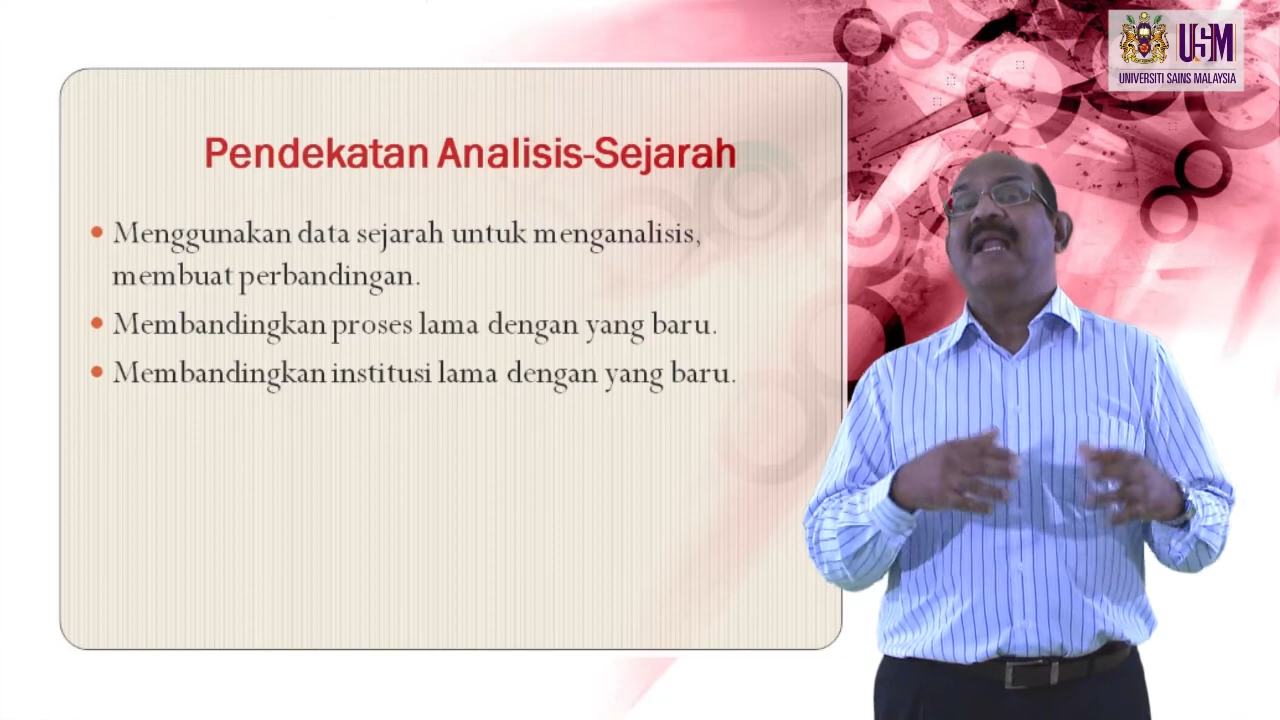 USM
UNIVERSITI SAINS MALAYSIA
Pendekatan Analisis-Sejarah
Menggunakan data sejarah untuk menganalisis,
membuat perbandingan.
Membandingkan proses lama dengan yang baru.
Membandingkan institusi lama dengan yang baru.